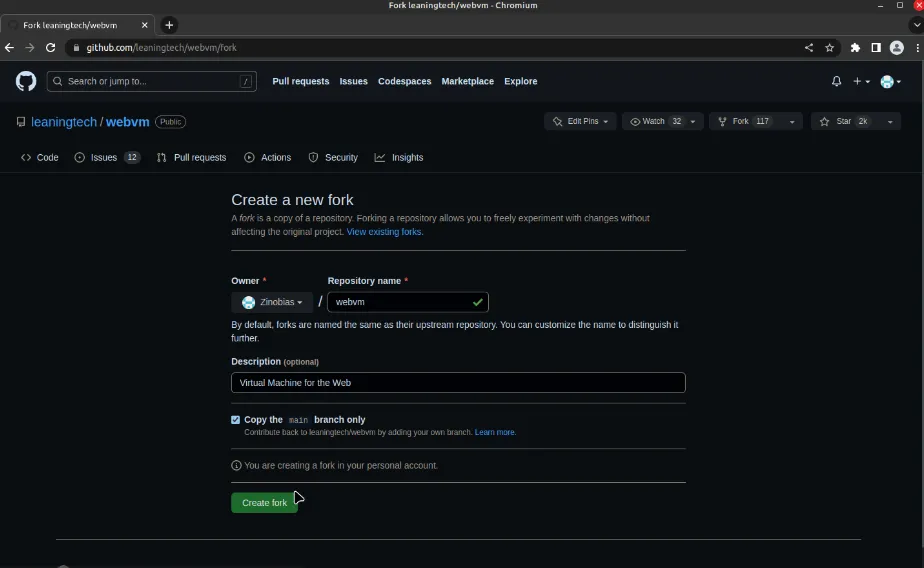 Fork leaningtech/webvm - Chromium
Fork leaningtech/webvm
github.com/leaningtech/webvm/fork
Search or jump to... /
Pull requests Issues Codespaces Marketplace Explore
leaningtech / webvm Public
Edit Pins Watch 32 Fork 117 Star 2k
Code Issues 12 Pull requests Actions Security Insights
Create a new fork
A fork is a copy of a repository. Forking a repository allows you to freely experiment with changes without
affecting the original project. View existing forks.
Owner * Repository name *
Zinobias / webvm
By default, forks are named the same as their upstream repository. You can customize the name to distinguish it
further.
Description (optional)
Virtual Machine for the Web
Copy the main branch only
Contribute back to leaningtech/webvm by adding your own branch. Learn more.
You are creating a fork in your personal account.
Create fork